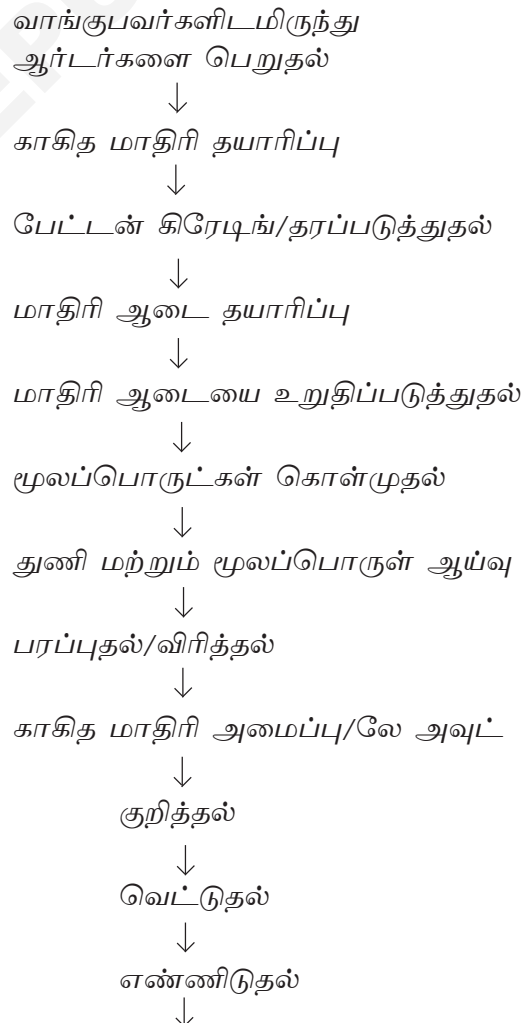 வாங்குபவர்களிடமிருந்து
ஆர்டர்களை பெறுதல்
↓
காகித மாதிரி தயாரிப்பு
↓
பேட்டன் கிரேடிங்/தரப்படுத்துதல்
↓
மாதிரி ஆடை தயாரிப்பு
↓
மாதிரி ஆடையை உறுதிப்படுத்துதல்
↓
மூலப்பொருட்கள் கொள்முதல்
↓
துணி மற்றும் மூலப்பொருள் ஆய்வு
↓
பரப்புதல்/விரித்தல்
↓
காகித மாதிரி அமைப்பு/லே அவுட்
↓
குறித்தல்
↓
வெட்டுதல்
↓
எண்ணிடுதல்
↓